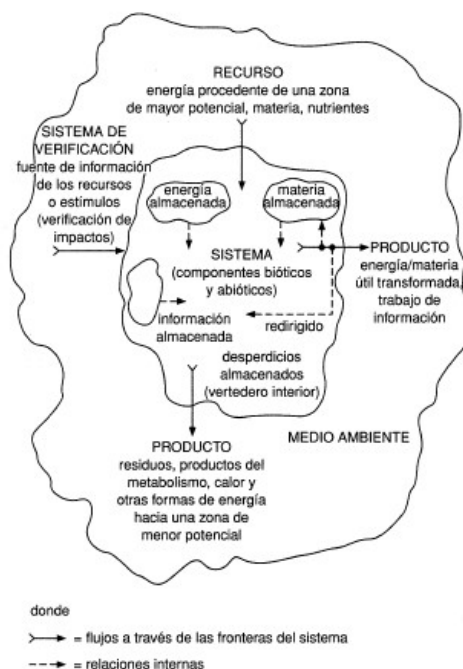 RECURSO
energía procedente de una zona
de mayor potencial, materia, nutrientes
SISTEMA DE
VERIFICACIÓN
fuente de información
de los recursos
o estímulos
(verificación de
impactos)
energía
almacenada
materia
almacenada
SISTEMA
(componentes bióticos
y abióticos)
PRODUCTO
energía/materia
útil transformada,
trabajo de
información
información
almacenada
redirigido
desperdicios
almacenados
(vertedero interior)
MEDIO AMBIENTE
PRODUCTO
residuos, productos del
metabolismo, calor y
otras formas de energía
hacia una zona de
menor potencial
donde
= flujos a través de las fronteras del sistema
= relaciones internas